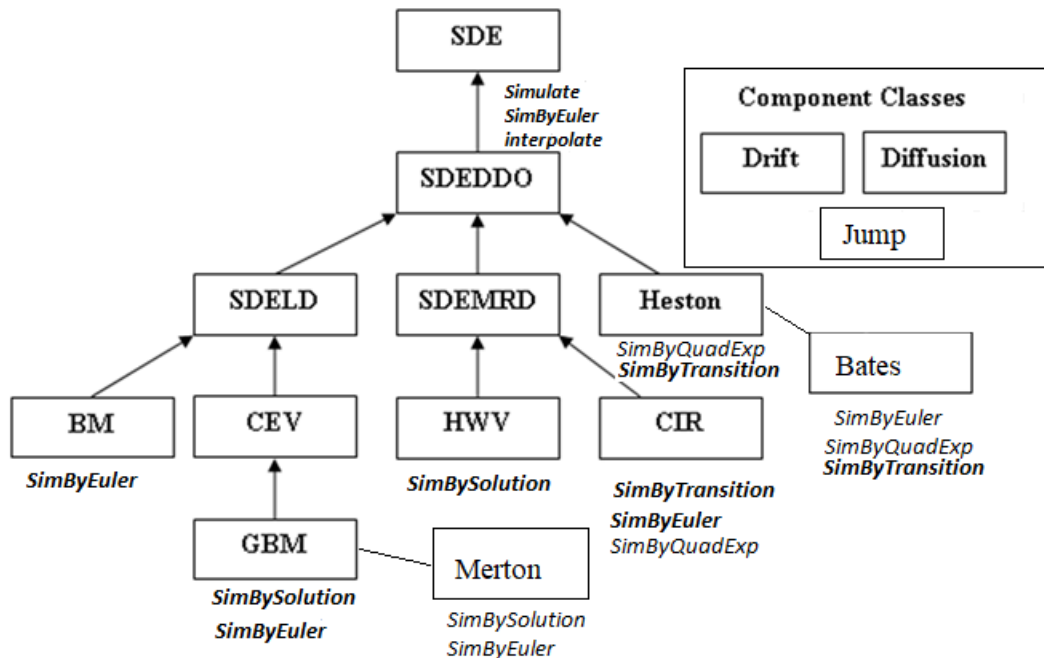 SDE
Simulate
SimByEuler
interpolate
Component Classes
Drift
Diffusion
Jump
SDEDDO
SDELD
SDEMRD
Heston
SimByQuadExp
SimByTransition
Bates
SimByEuler
SimByQuadExp
SimByTransition
BM
SimByEuler
CEV
HWV
SimBySolution
CIR
SimByTransition
SimByEuler
SimByQuadExp
GBM
SimBySolution
SimByEuler
Merton
SimBySolution
SimByEuler